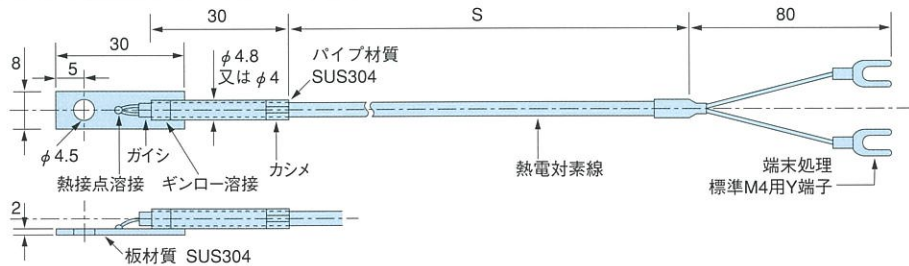 30
S
80
30
5
8
φ4.8
又はφ4
パイプ材質
SUS304
φ4.5
ガイシ
カシメ
熱接点溶接
ギンロー溶接
熱電対素線
端末処理
標準M4用Y端子
2
板材質 SUS304